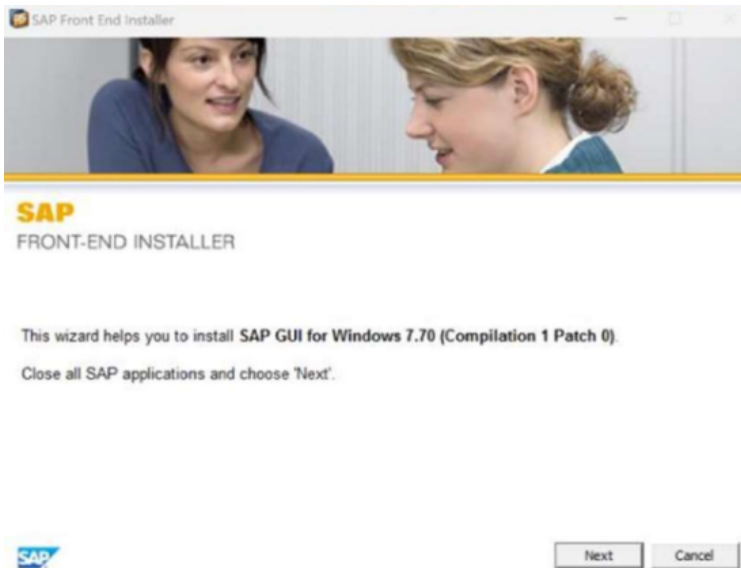 SAP Front End Installer
SAP
FRONT-END INSTALLER
This wizard helps you to install SAP GUI for Windows 7.70 (Compilation 1 Patch 0).
Close all SAP applications and choose 'Next'.
SAP
Next Cancel